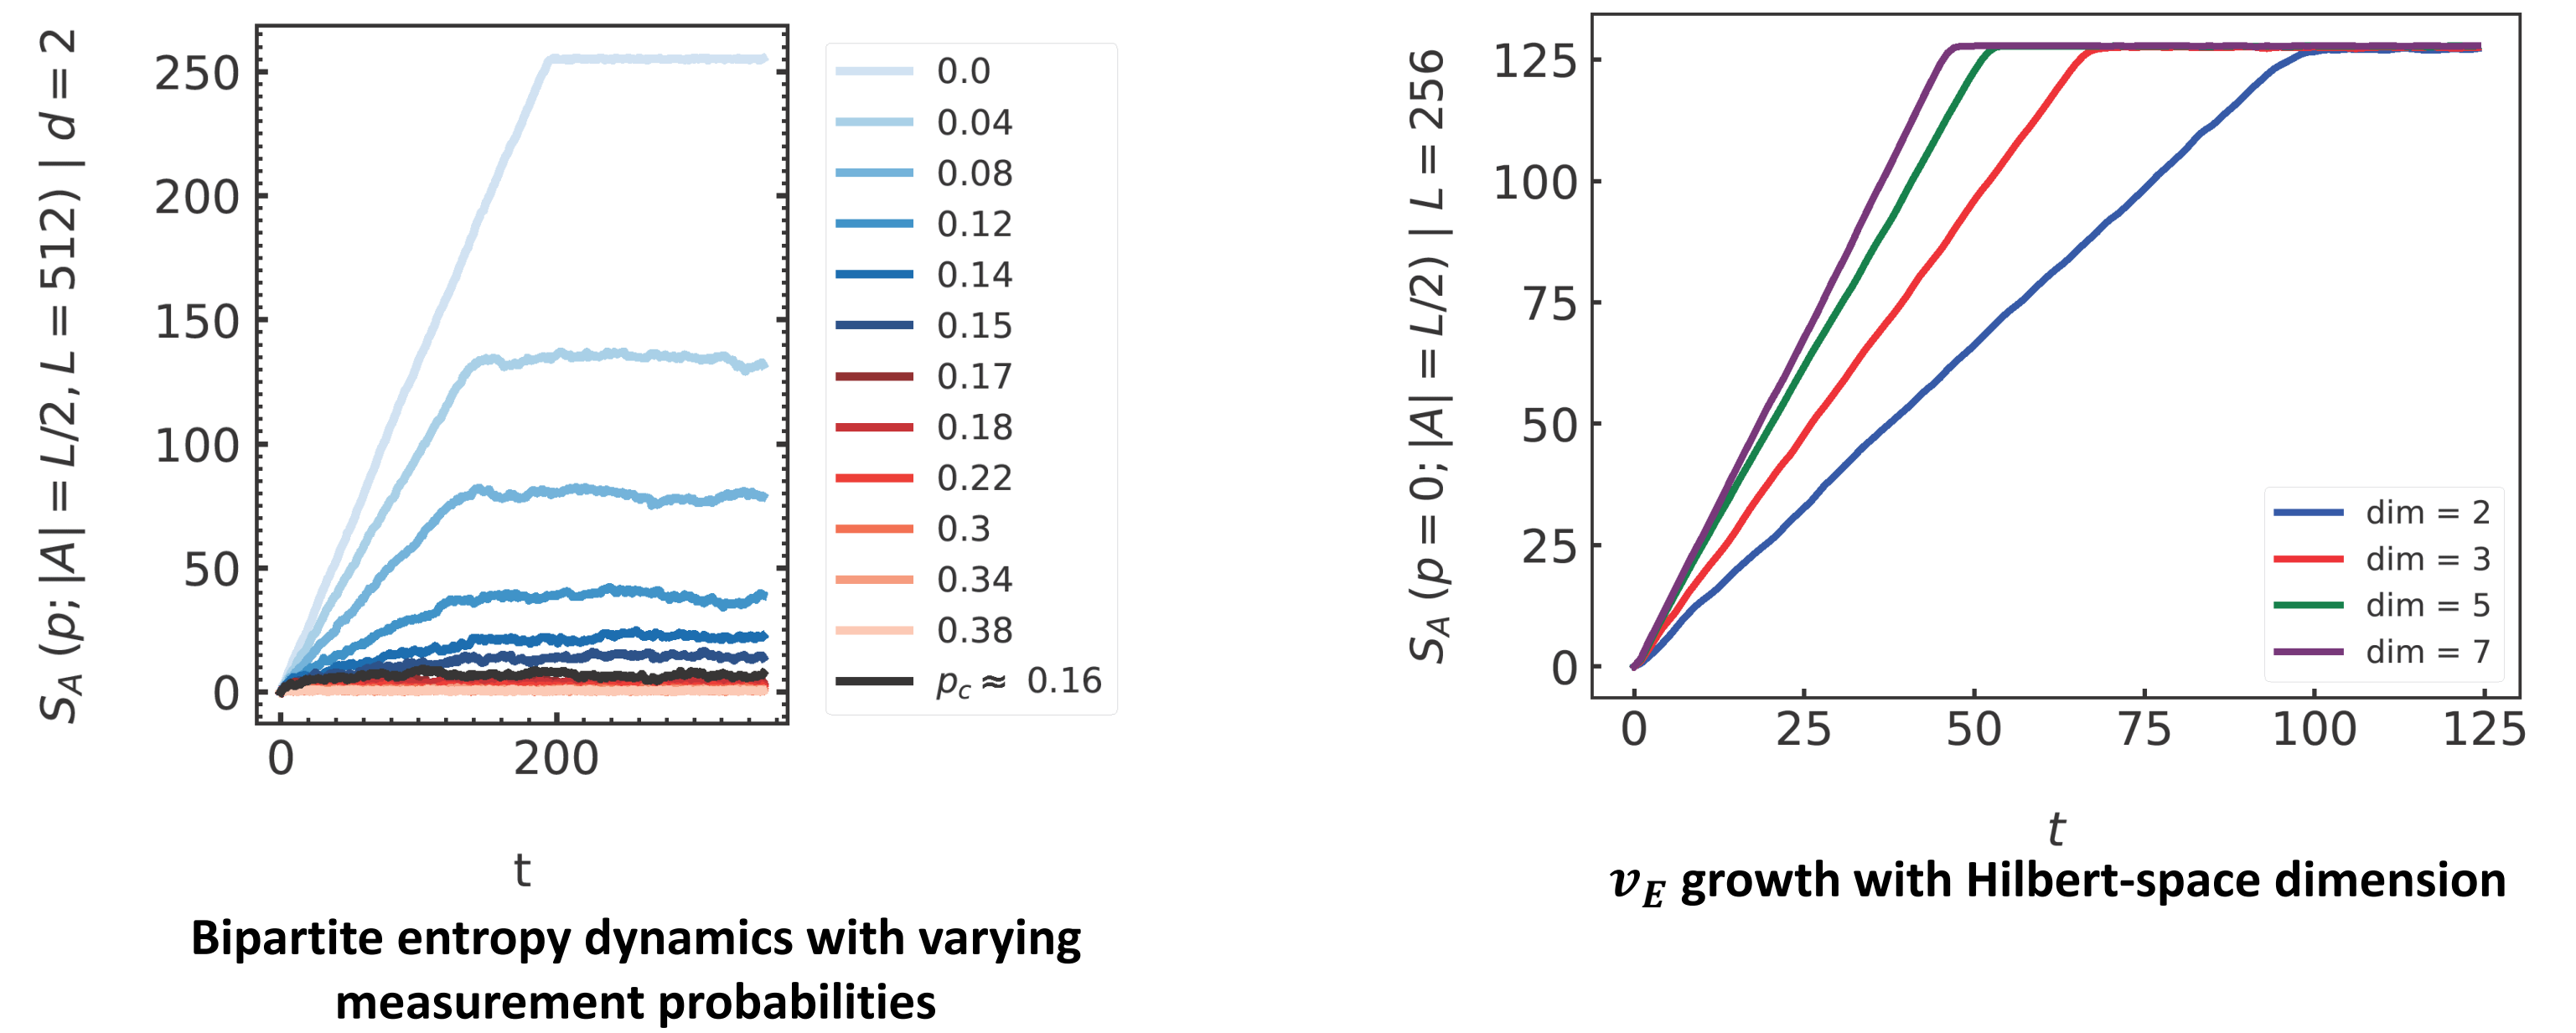 S_A (p; |A| = L/2, L = 512) | d = 2
250
200
150
100
50
0
0 200
t
0.0
0.04
0.08
0.12
0.14
0.15
0.17
0.18
0.22
0.3
0.34
0.38
p_c ≈ 0.16
Bipartite entropy dynamics with varying
measurement probabilities
S_A (p = 0; |A| = L/2) | L = 256
125
100
75
50
25
0
0 25 50 75 100 125
dim = 2
dim = 3
dim = 5
dim = 7
t
v_E growth with Hilbert-space dimension